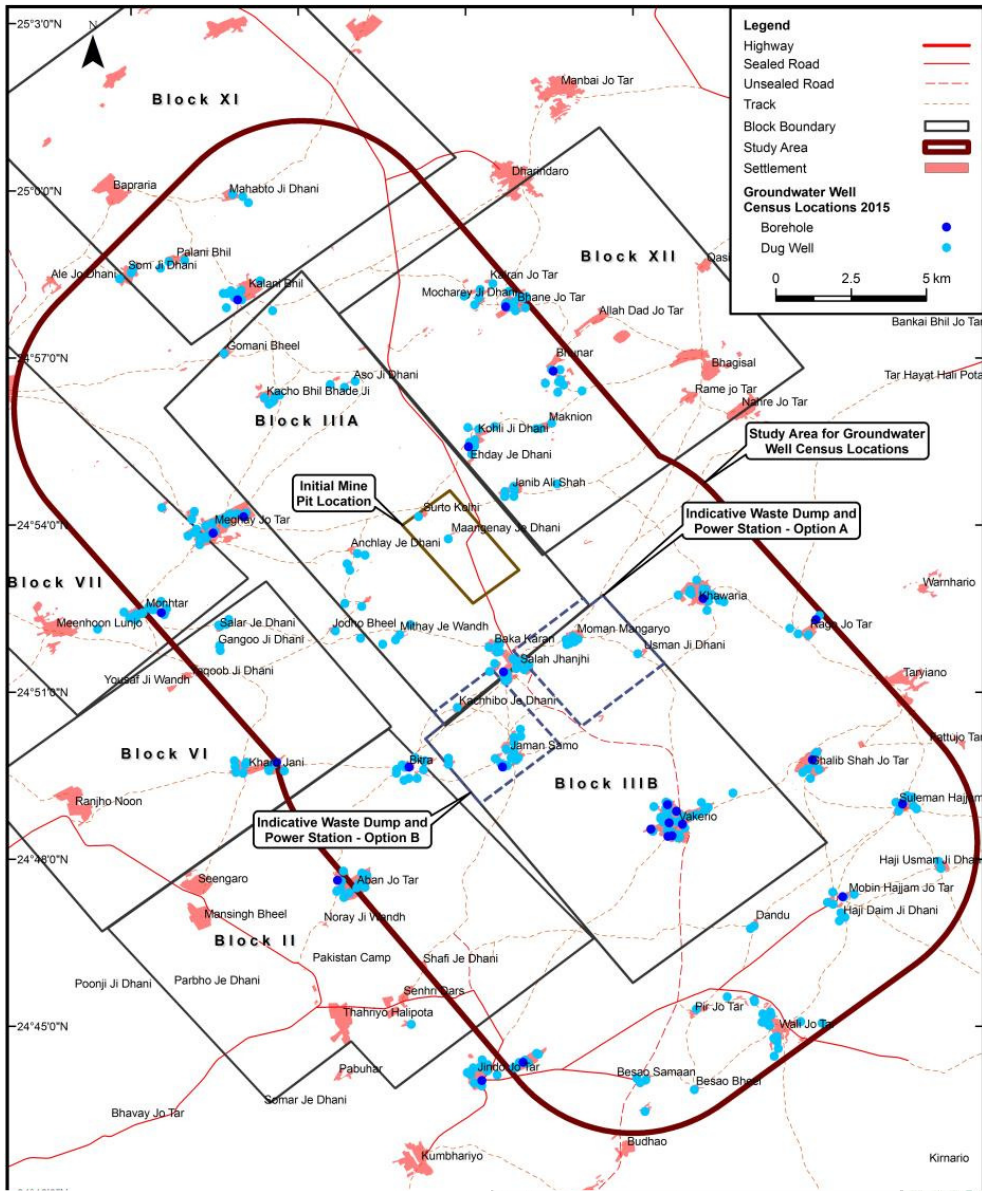 25°3'0"N
N
Legend
Highway
Sealed Road
Unsealed Road
Track
Block Boundary
Study Area
Settlement
Groundwater Well
Census Locations 2015
Borehole
Dug Well
0 2.5 5 km
Manbai Jo Tar
Block XI
Dharindaro
25°0'0"N
Bapraria
Mahabto Ji Dhani
Palani Bhil
Som Ji Dhani
Ale Jo Dhani
Block XII
Kalani Bhil
Kairan Jo Tar
Mocharey Ji Dhani
Bhane Jo Tar
Allah Dad Jo Tar
Bankai Bhil Jo Tar
24°57'0"N
Gomani Bheel
Bhunar
Bhagisal
Tar Hayat Hali Pota
Aso Ji Dhani
Kacho Bhil Bhade Ji
Rame jo Tar
Nahre Jo Tar
Block IIIA
Maknion
Kohli Ji Dhani
Ehday Je Dhani
Study Area for Groundwater
Well Census Locations
Janib Ali Shah
Initial Mine
Pit Location
Surto Kolhi
Indicative Waste Dump and
Power Station - Option A
24°54'0"N
Meghay Jo Tar
Maangenay Je Dhani
Anchlay Je Dhani
Block VII
Warnhario
Khawaria
Monhtar
Meenhoon Lunjo
Salar Je Dhani
Gangoo Ji Dhani
Jodho Bheel
Mithay Je Wandh
Baka Karan
Moman Mangaryo
Usman Ji Dhani
Raga Jo Tar
Salah Jhanjhi
Yousaf Ji Wandh
24°51'0"N
Taryiano
Kachhibo Je Dhani
Block VI
Khario Jani
Bitra
Jaman Samo
Block IIIB
Ghalib Shah Jo Tar
Ranjho Noon
Suleman Hajjam
Indicative Waste Dump and
Power Station - Option B
Vakerio
24°48'0"N
Seengaro
Aban Jo Tar
Haji Usman Ji Dhani
Mobin Hajjam Jo Tar
Haji Daim Ji Dhani
Mansingh Bheel
Noray Ji Wandh
Dandu
Block II
Pakistan Camp
Shafi Je Dhani
Poonji Ji Dhani
Parbho Je Dhani
Senhri Dars
Thahriyo Halipota
Pir Jo Tar
Wali Jo Tar
24°45'0"N
Pabuhar
Jindo Jo Tar
Besao Samaan
Besao Bheel
Somar Je Dhani
Bhavay Jo Tar
Kumbhariyo
Budhao
Kirnario